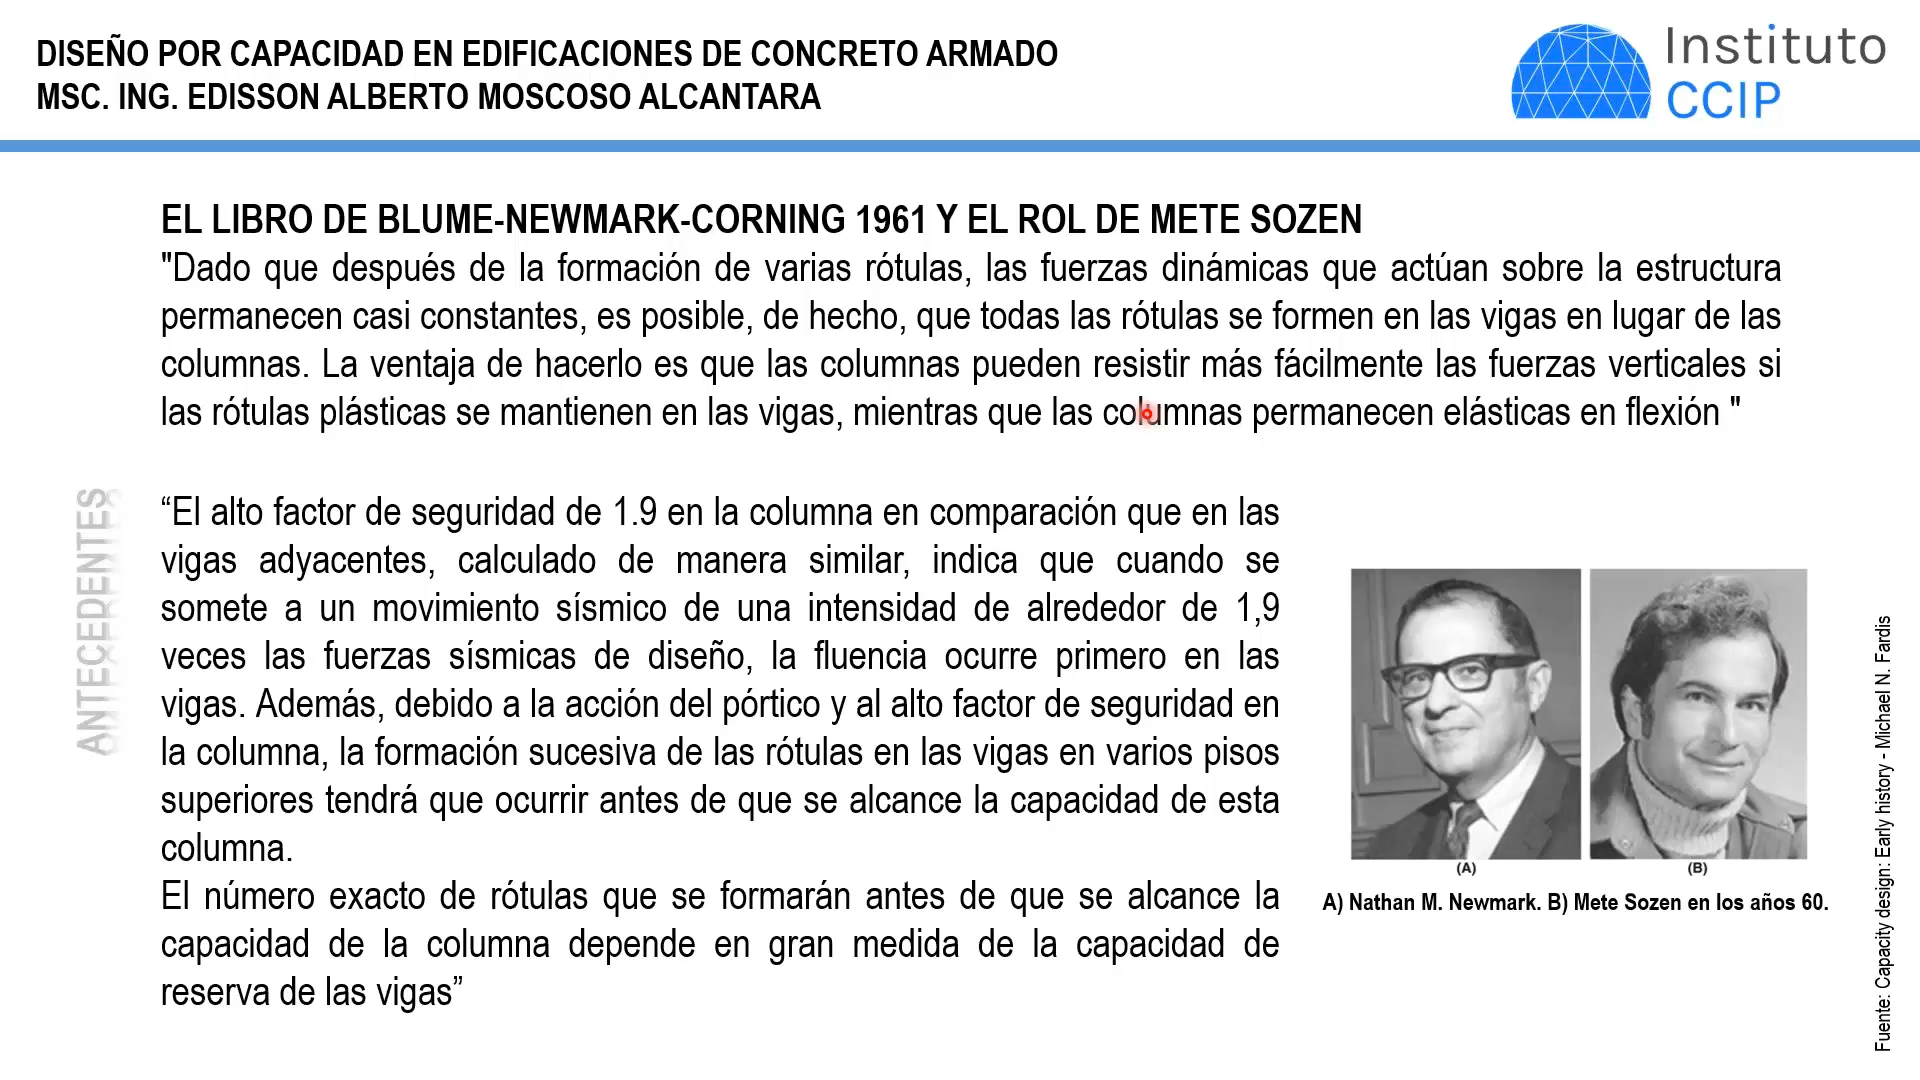 DISEÑO POR CAPACIDAD EN EDIFICACIONES DE CONCRETO ARMADO
MSC. ING. EDISSON ALBERTO MOSCOSO ALCANTARA
Instituto
CCIP
EL LIBRO DE BLUME-NEWMARK-CORNING 1961 Y EL ROL DE METE SOZEN
"Dado que después de la formación de varias rótulas, las fuerzas dinámicas que actúan sobre la estructura
permanecen casi constantes, es posible, de hecho, que todas las rótulas se formen en las vigas en lugar de las
columnas. La ventaja de hacerlo es que las columnas pueden resistir más fácilmente las fuerzas verticales si
las rótulas plásticas se mantienen en las vigas, mientras que las columnas permanecen elásticas en flexión "
ANTECEDENTES
“El alto factor de seguridad de 1.9 en la columna en comparación que en las
vigas adyacentes, calculado de manera similar, indica que cuando se
somete a un movimiento sísmico de una intensidad de alrededor de 1,9
veces las fuerzas sísmicas de diseño, la fluencia ocurre primero en las
vigas. Además, debido a la acción del pórtico y al alto factor de seguridad en
la columna, la formación sucesiva de las rótulas en las vigas en varios pisos
superiores tendrá que ocurrir antes de que se alcance la capacidad de esta
columna.
El número exacto de rótulas que se formarán antes de que se alcance la
capacidad de la columna depende en gran medida de la capacidad de
reserva de las vigas”
(A)
(B)
A) Nathan M. Newmark. B) Mete Sozen en los años 60.
Fuente: Capacity design: Early history - Michael N. Fardis